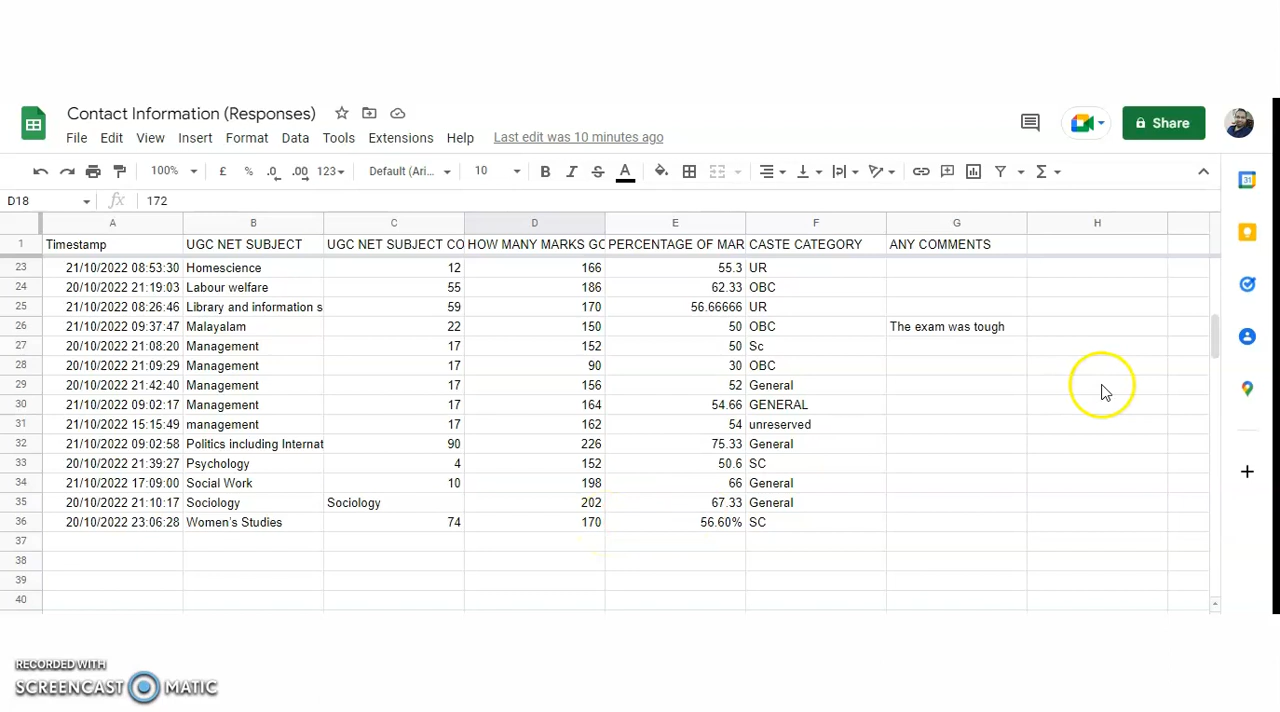 Contact Information (Responses)
File Edit View Insert Format Data Tools Extensions Help Last edit was 10 minutes ago
Share
100% £ % .0 .00 123 Default (Ari... 10 B I S A Σ
D18 fx 172
A B C D E F G H
1 Timestamp UGC NET SUBJECT UGC NET SUBJECT CO HOW MANY MARKS GO PERCENTAGE OF MAR CASTE CATEGORY ANY COMMENTS
23 21/10/2022 08:53:30 Homescience 12 166 55.3 UR
24 20/10/2022 21:19:03 Labour welfare 55 186 62.33 OBC
25 21/10/2022 08:26:46 Library and information s 59 170 56.66666 UR
26 21/10/2022 09:37:47 Malayalam 22 150 50 OBC The exam was tough
27 20/10/2022 21:08:20 Management 17 152 50 Sc
28 20/10/2022 21:09:29 Management 17 90 30 OBC
29 20/10/2022 21:42:40 Management 17 156 52 General
30 21/10/2022 09:02:17 Management 17 164 54.66 GENERAL
31 21/10/2022 15:15:49 management 17 162 54 unreserved
32 21/10/2022 09:02:58 Politics including Internat 90 226 75.33 General
33 20/10/2022 21:39:27 Psychology 4 152 50.6 SC
34 21/10/2022 17:09:00 Social Work 10 198 66 General
35 20/10/2022 21:10:17 Sociology Sociology 202 67.33 General
36 20/10/2022 23:06:28 Women's Studies 74 170 56.60% SC
37
38
39
40
31
RECORDED WITH
SCREENCAST MATIC